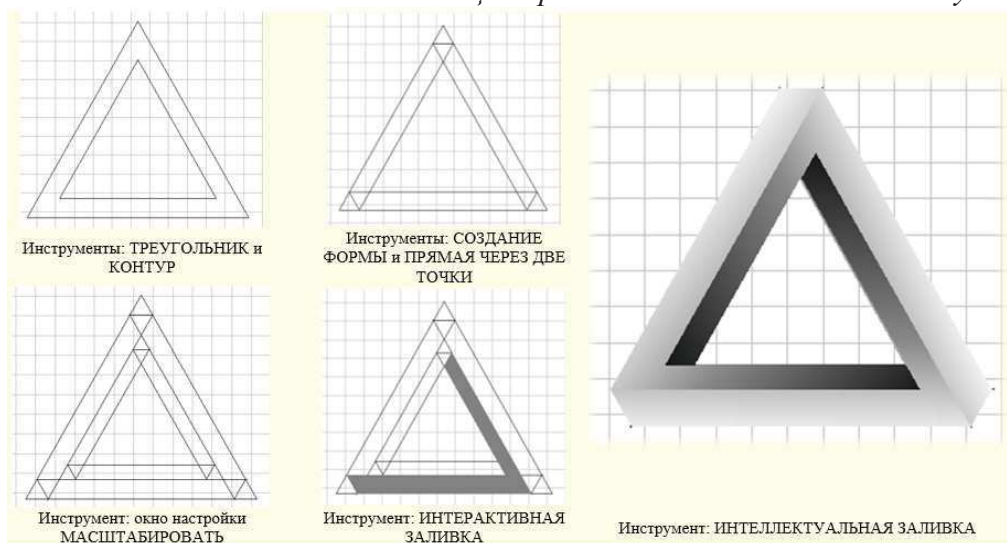 Инструменты: ТРЕУГОЛЬНИК и
КОНТУР
Инструменты: СОЗДАНИЕ
ФОРМЫ и ПРЯМАЯ ЧЕРЕЗ ДВЕ
ТОЧКИ
Инструмент: окно настройки
МАСШТАБИРОВАТЬ
Инструмент: ИНТЕРАКТИВНАЯ
ЗАЛИВКА
Инструмент: ИНТЕЛЛЕКТУАЛЬНАЯ ЗАЛИВКА